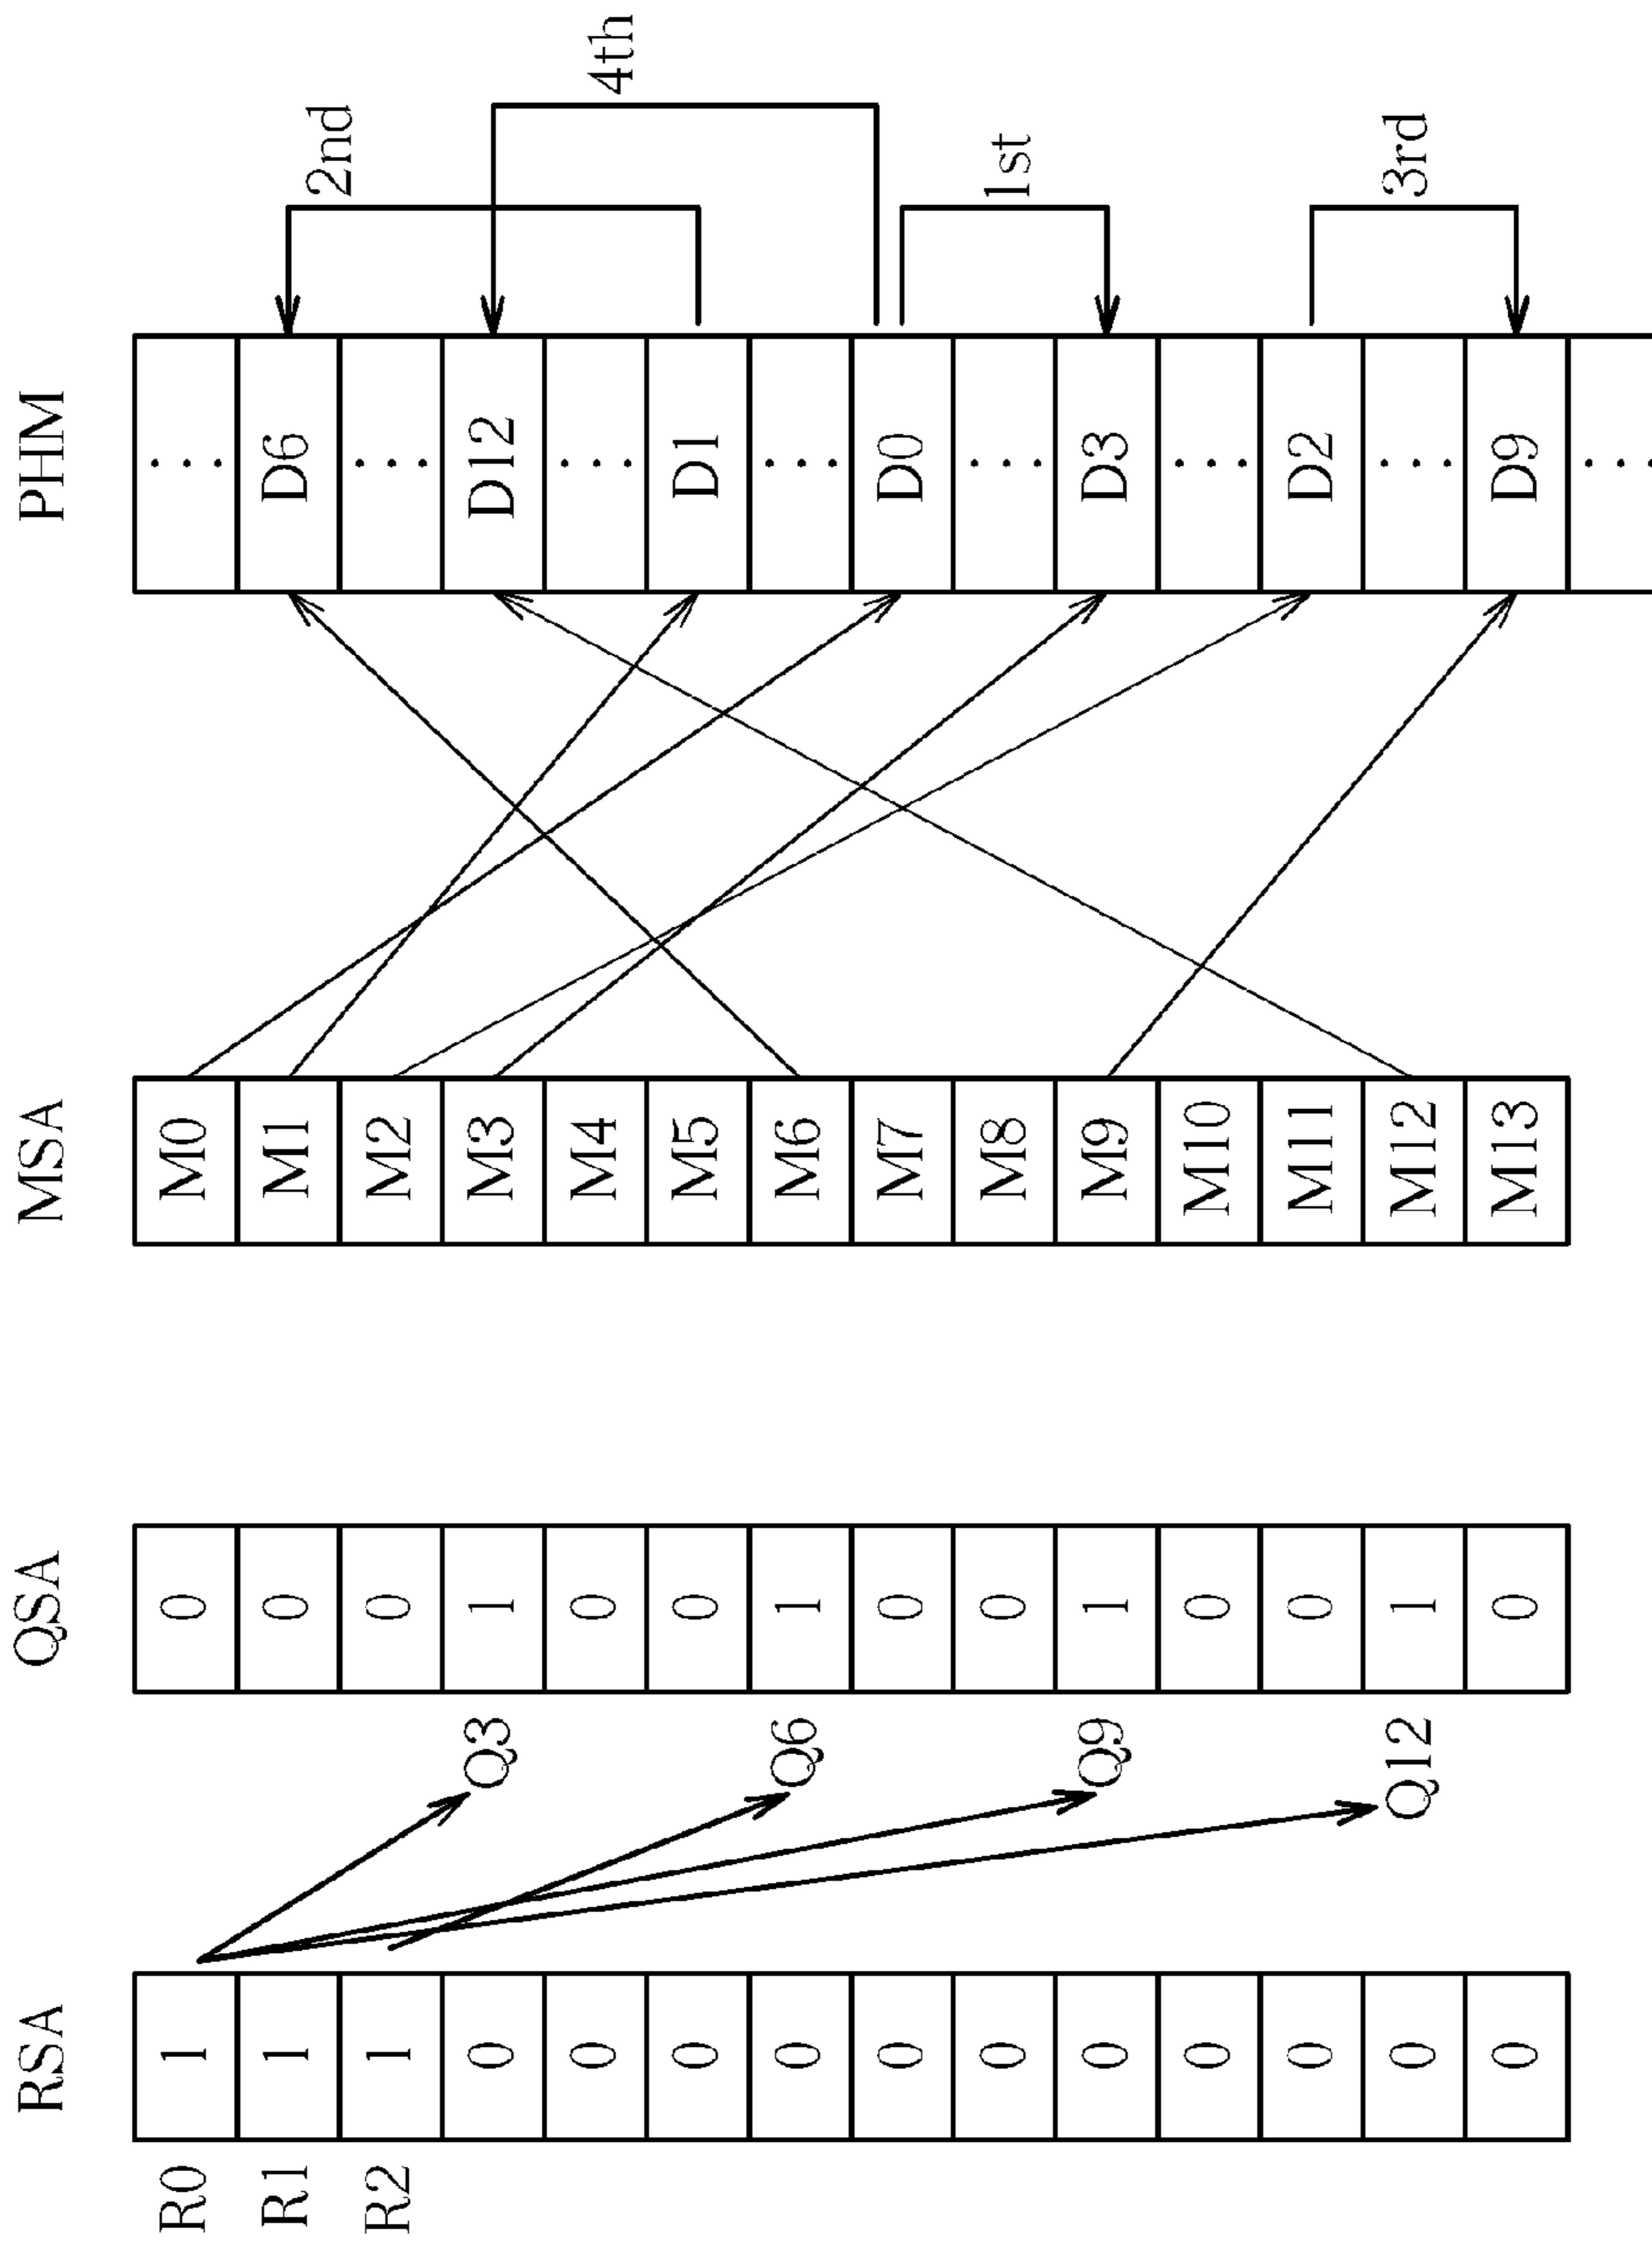 RSA
R0 1
R1 1
R2 1
0
0
0
0
0
0
0
0
0
0
0
QSA
0
0
0
1
0
0
1
0
0
1
0
0
1
0
Q3
Q6
Q9
Q12
MSA
M0
M1
M2
M3
M4
M5
M6
M7
M8
M9
M10
M11
M12
M13
PHM
...
D6
...
D12
...
D1
...
D0
...
D3
...
D2
...
D9
...
2nd
4th
1st
3rd